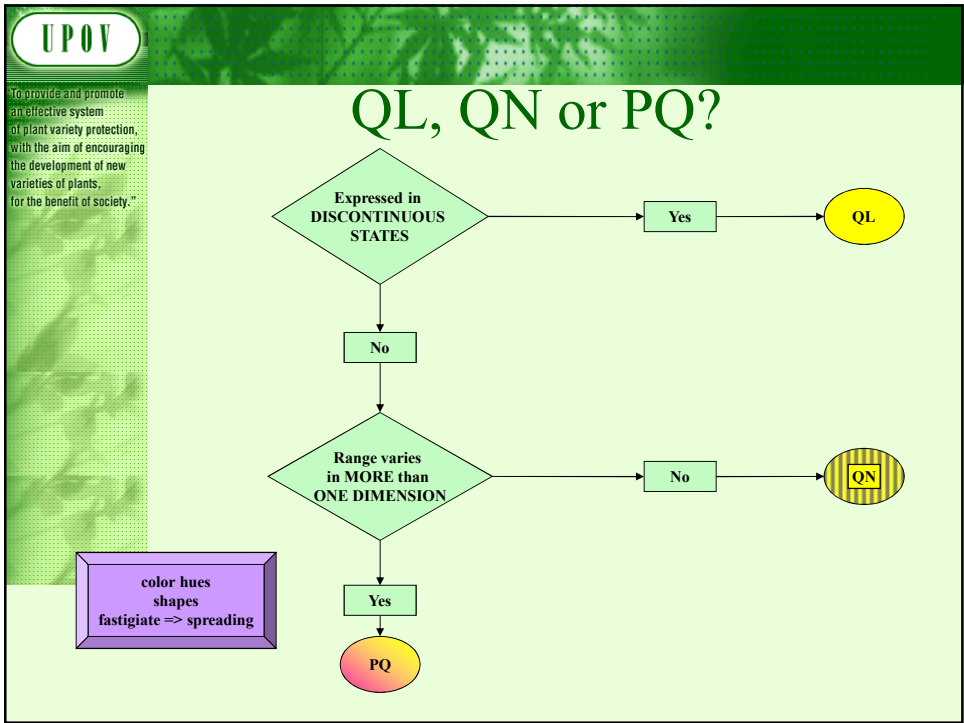 UPOV
To provide and promote
an effective system
of plant variety protection,
with the aim of encouraging
the development of new
varieties of plants,
for the benefit of society."
QL, QN or PQ?
Expressed in
DISCONTINUOUS
STATES
Yes
QL
No
Range varies
in MORE than
ONE DIMENSION
No
QN
color hues
shapes
fastigiate => spreading
Yes
PQ